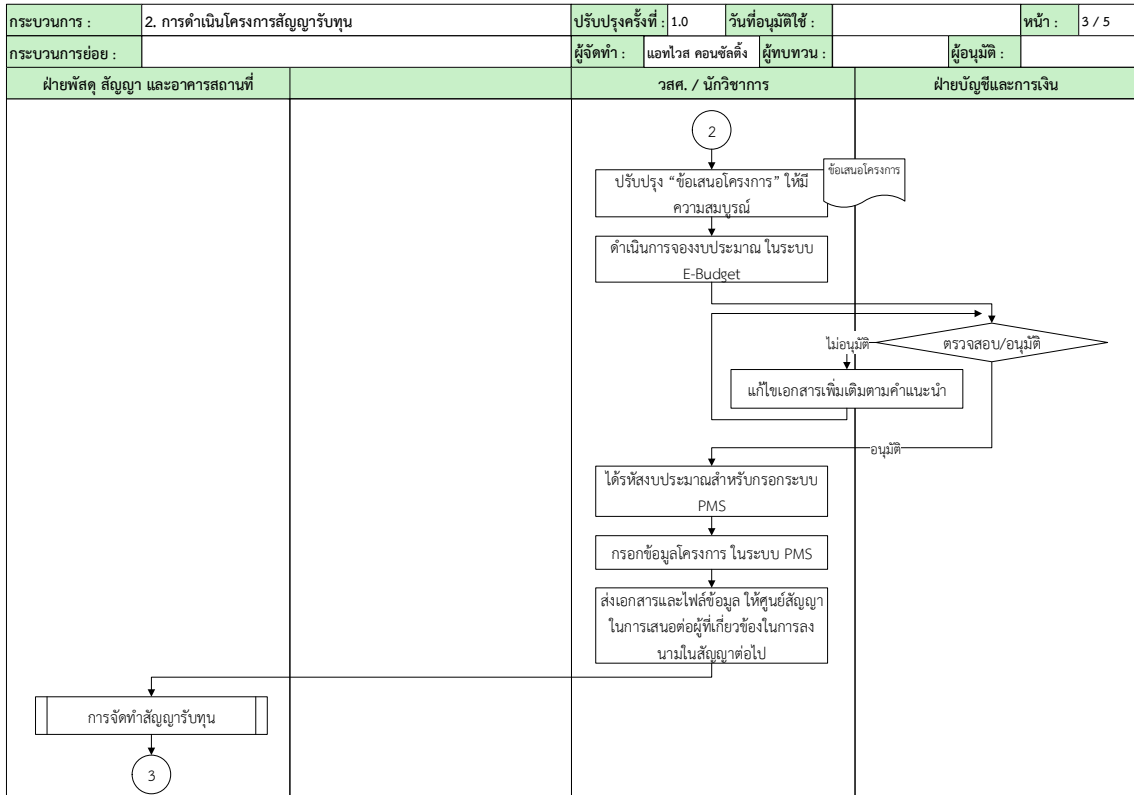 กระบวนการ : 2. การดำเนินโครงการสัญญารับทุน ปรับปรุงครั้งที่ : 1.0 วันที่อนุมัติใช้ : หน้า : 3 / 5
กระบวนการย่อย : ผู้จัดทำ : แอทไวส คอนซัลติ้ง ผู้ทบทวน : ผู้อนุมัติ :
ฝ่ายพัสดุ สัญญา และอาคารสถานที่ วสศ. / นักวิชาการ ฝ่ายบัญชีและการเงิน
2
ข้อเสนอโครงการ
ปรับปรุง “ข้อเสนอโครงการ” ให้มี
ความสมบูรณ์
ดำเนินการจองงบประมาณ ในระบบ
E-Budget
ไม่อนุมัติ ตรวจสอบ/อนุมัติ
แก้ไขเอกสารเพิ่มเติมตามคำแนะนำ
อนุมัติ
ได้รหัสงบประมาณสำหรับกรอกระบบ
PMS
กรอกข้อมูลโครงการ ในระบบ PMS
ส่งเอกสารและไฟล์ข้อมูล ให้ศูนย์สัญญา
ในการเสนอต่อผู้ที่เกี่ยวข้องในการลง
นามในสัญญาต่อไป
การจัดทำสัญญารับทุน
3